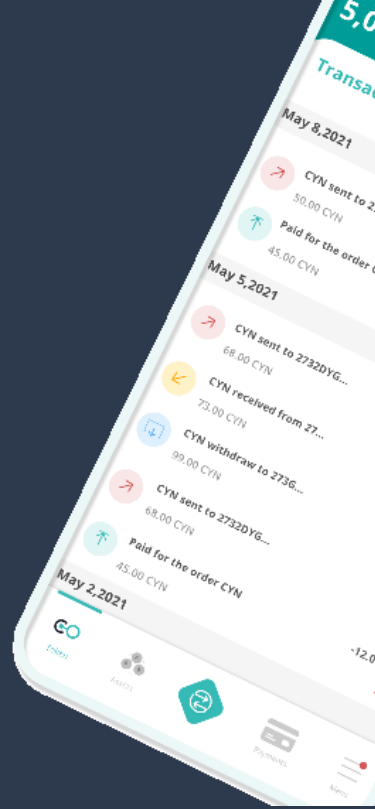 5,0
Transac
May 8,2021
CYN sent to 2
50.00 CYN
Paid for the order
45.00 CYN
May 5,2021
CYN sent to 2732DYG...
68.00 CYN
CYN received from 27...
73.00 CYN
CYN withdraw to 273G...
99.00 CYN
CYN sent to 2732DYG...
68.00 CYN
Paid for the order CYN
45.00 CYN
May 2,2021
-12.0
Payments
Menu